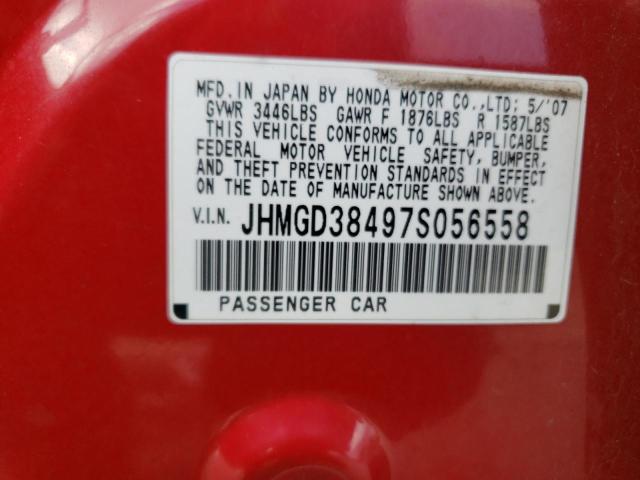 MFD. IN JAPAN BY HONDA MOTOR CO.,LTD; 5/'07
GVWR 3446LBS GAWR F 1876LBS R 1587LBS
THIS VEHICLE CONFORMS TO ALL APPLICABLE
FEDERAL MOTOR VEHICLE SAFETY, BUMPER,
AND THEFT PREVENTION STANDARDS IN EFFECT
ON THE DATE OF MANUFACTURE SHOWN ABOVE.
V.I.N. JHMGD38497S056558
PASSENGER CAR